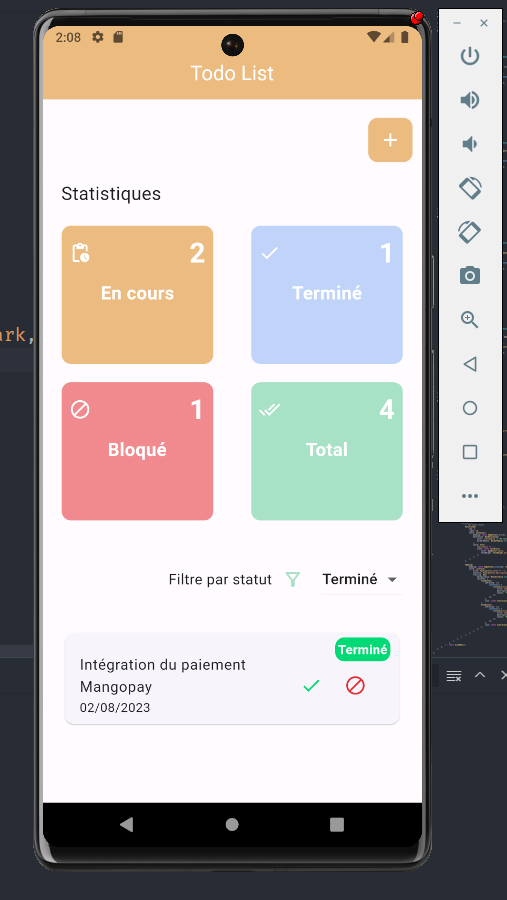 2:08
Todo List
+
Statistiques
2
En cours
1
Terminé
1
Bloqué
4
Total
ark,
Filtre par statut
Terminé
Terminé
Intégration du paiement
Mangopay
02/08/2023